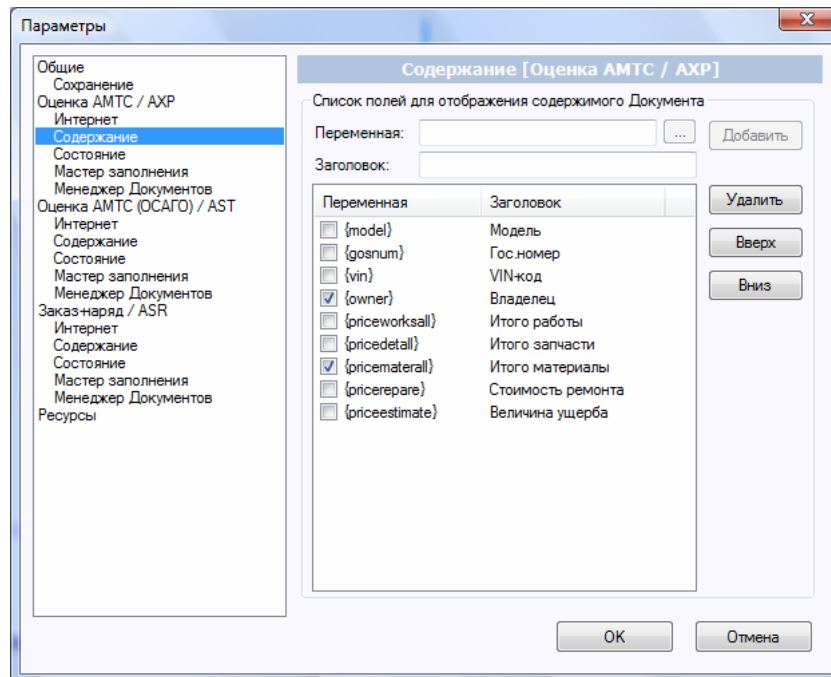 Параметры
Общие
Сохранение
Оценка АМТС / АХР
Интернет
Содержание
Состояние
Мастер заполнения
Менеджер Документов
Оценка АМТС (ОСАГО) / AST
Интернет
Содержание
Состояние
Мастер заполнения
Менеджер Документов
Заказ-наряд / ASR
Интернет
Содержание
Состояние
Мастер заполнения
Менеджер Документов
Ресурсы
Содержание [Оценка АМТС / АХР]
Список полей для отображения содержимого Документа
Переменная: ... Добавить
Заголовок:
Переменная Заголовок
{model} Модель
{gosnum} Гос.номер
{vin} VIN-код
{owner} Владелец
{priceworksall} Итого работы
{pricedetall} Итого запчасти
{pricematerall} Итого материалы
{pricerepare} Стоимость ремонта
{priceestimate} Величина ущерба
Удалить
Вверх
Вниз
OK Отмена